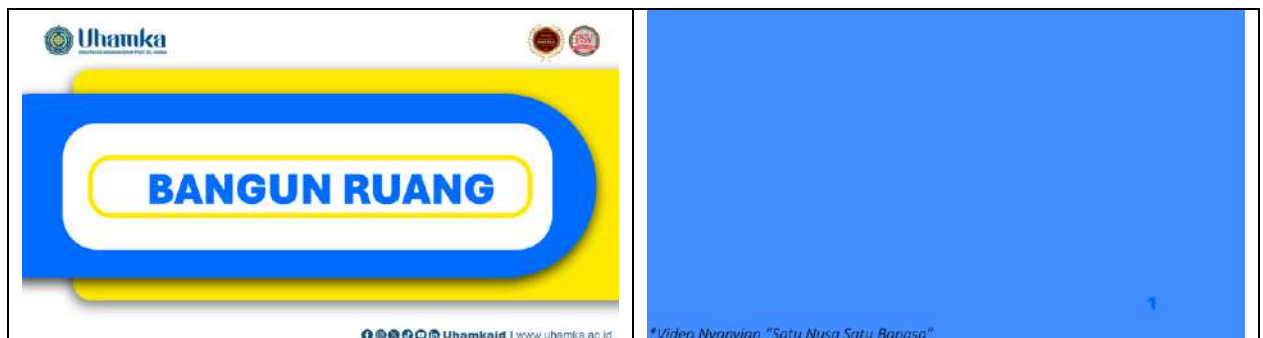 Uhamka
BANGUN RUANG
Uhamkaid | www.uhamka.ac.id
1
*Video Nyanyian "Satu Nusa Satu Bangsa"